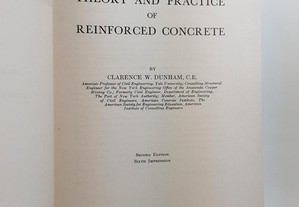 THEORY AND PRACTICE
OF
REINFORCED CONCRETE
BY
CLARENCE W. DUNHAM, C.E.
Associate Professor of Civil Engineering, Yale University; Consulting Structural
Engineer for the New York Engineering Office of the Anaconda Copper
Mining Co.; Formerly Civil Engineer, Department of Engineering,
The Port of New York Authority; Member, American Society
of Civil Engineers, American Concrete Institute, The
American Society for Engineering Education, American
Institute of Consulting Engineers
SECOND EDITION
SIXTH IMPRESSION